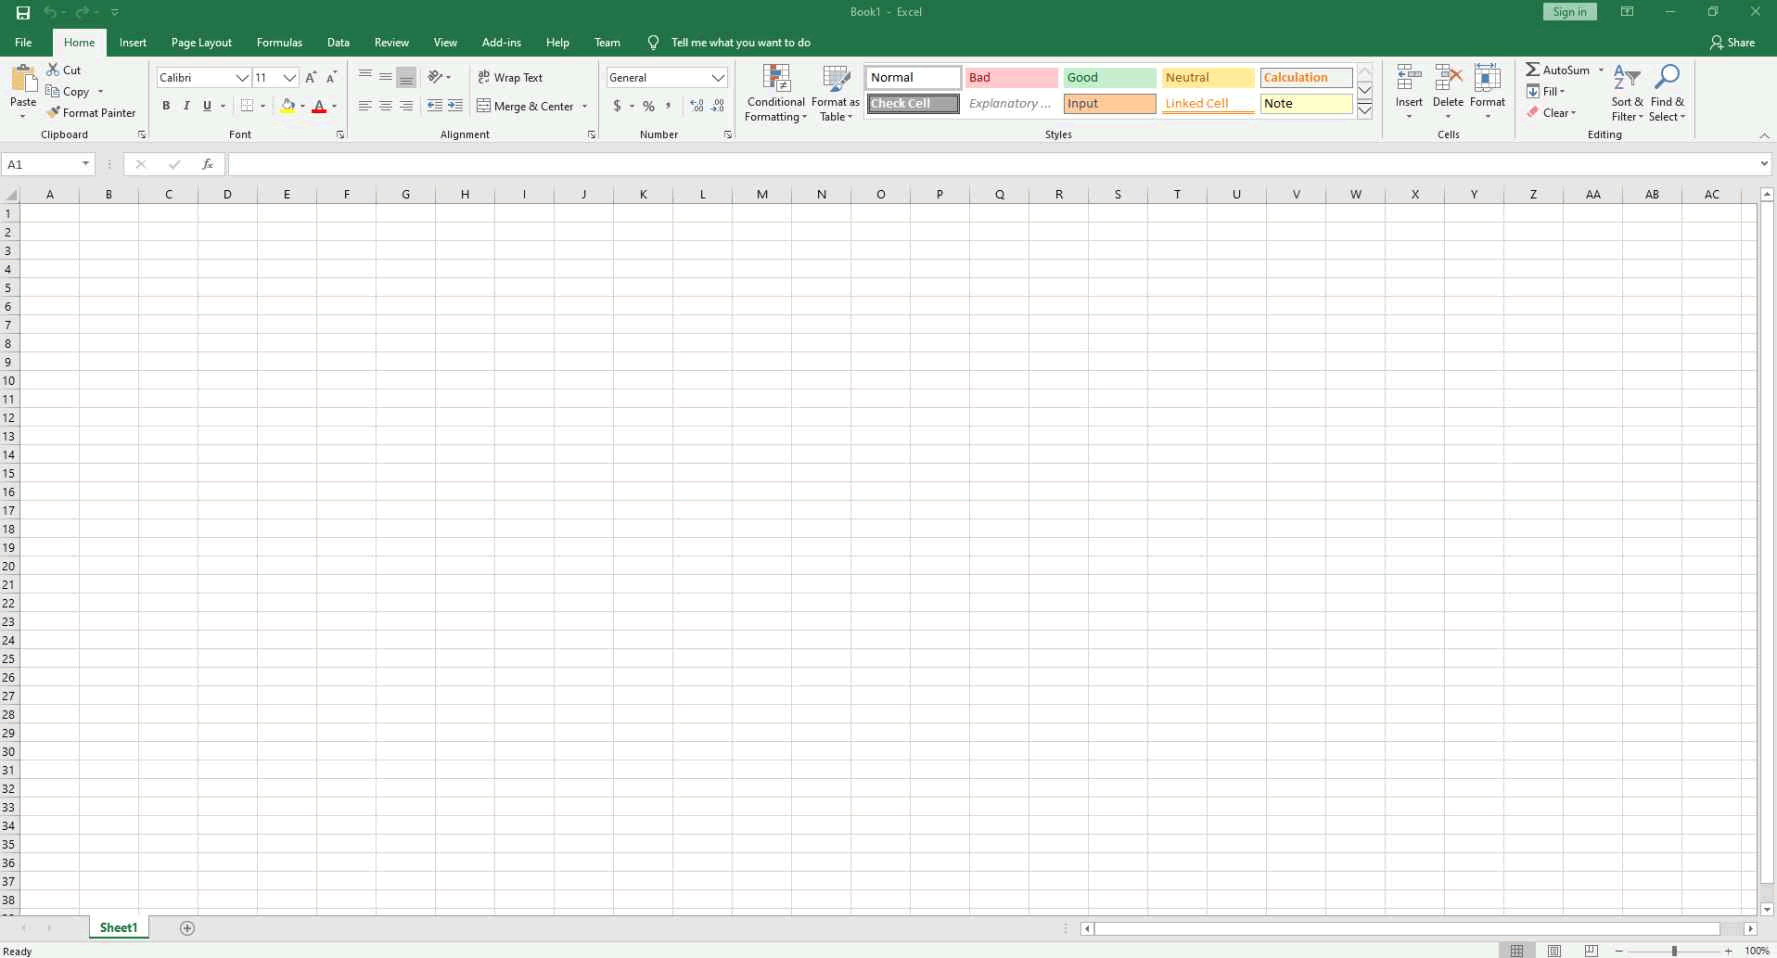 Book1 - Excel
Sign in
File Home Insert Page Layout Formulas Data Review View Add-ins Help Team Tell me what you want to do Share
Paste
Cut
Copy
Format Painter
Clipboard
Calibri 11
B I U A
Font
Wrap Text
Merge & Center
Alignment
General
$ % ,
Number
Conditional Formatting
Format as Table
Normal Bad Good Neutral Calculation
Check Cell Explanatory ... Input Linked Cell Note
Styles
Insert Delete Format
Cells
AutoSum
Fill
Clear
Sort & Filter
Find & Select
Editing
A1 fx
A B C D E F G H I J K L M N O P Q R S T U V W X Y Z AA AB AC
1
2
3
4
5
6
7
8
9
10
11
12
13
14
15
16
17
18
19
20
21
22
23
24
25
26
27
28
29
30
31
32
33
34
35
36
37
38
Sheet1
Ready 100%